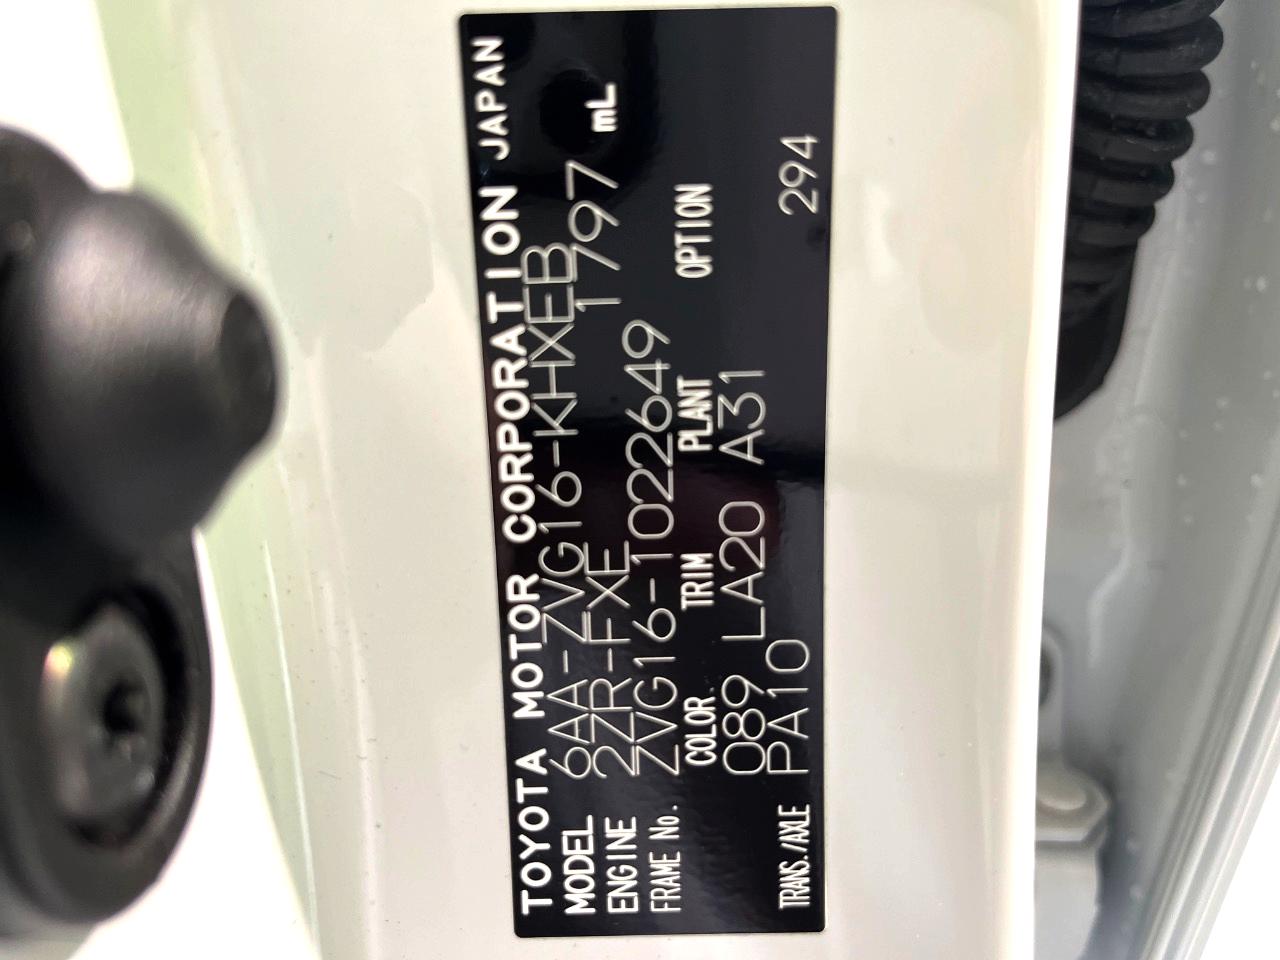 TOYOTA MOTOR CORPORATION JAPAN
MODEL 6AA-ZVG16-KHXEB
ENGINE 2ZR-FXE 1797 mL
FRAME No. ZVG16-1022649
COLOR TRIM PLANT OPTION
089 LA20 A31
TRANS./AXLE PA10 294